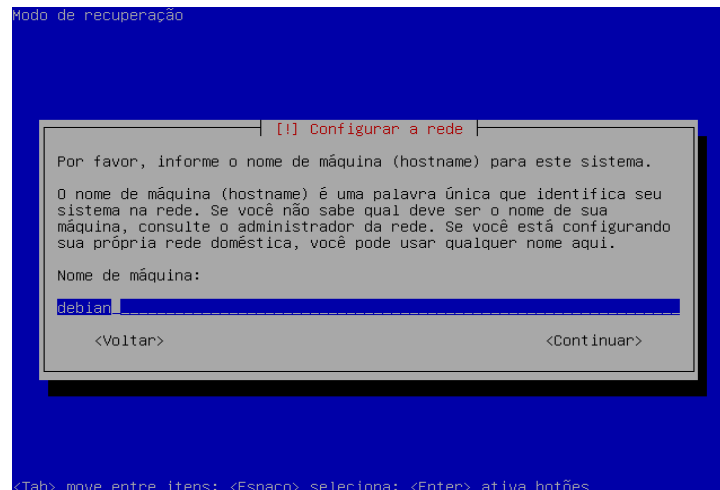 Modo de recuperação
[!] Configurar a rede
Por favor, informe o nome de máquina (hostname) para este sistema.
O nome de máquina (hostname) é uma palavra única que identifica seu
sistema na rede. Se você não sabe qual deve ser o nome de sua
máquina, consulte o administrador da rede. Se você está configurando
sua própria rede doméstica, você pode usar qualquer nome aqui.
Nome de máquina:
debian
<Voltar> <Continuar>
<Tab> move entre itens; <Espaço> seleciona; <Enter> ativa botões